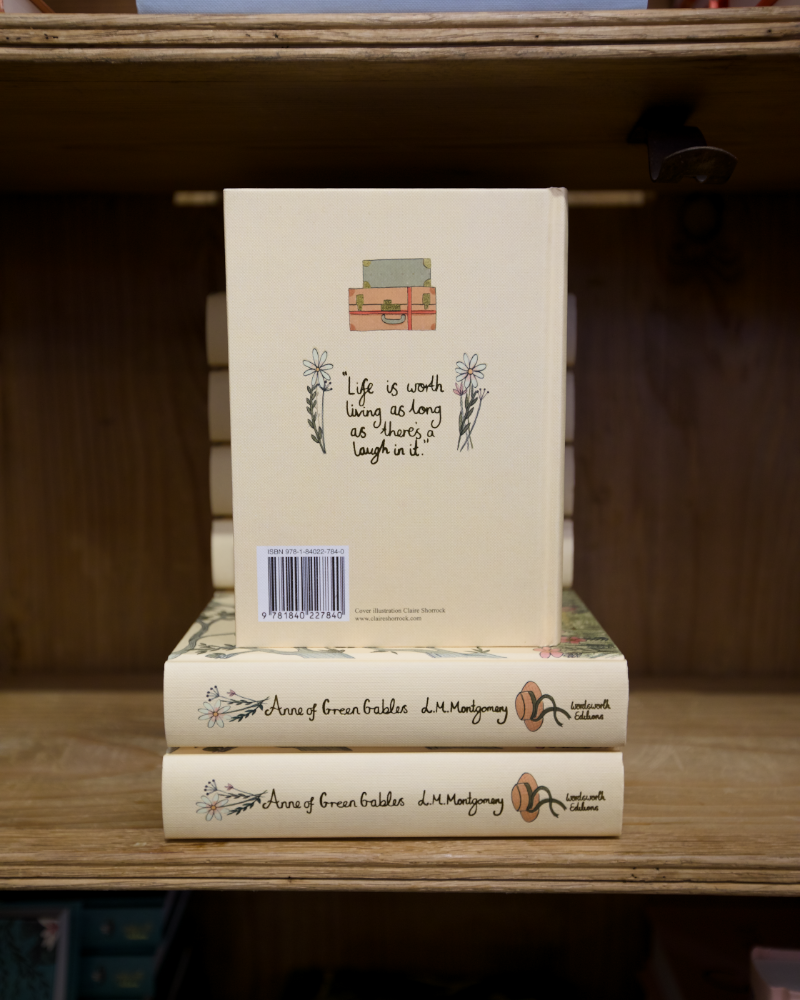 "Life is worth
living as long
as there's a
laugh in it."
ISBN 978-1-84022-784-0
9 781840 227840
Cover illustration Claire Shorrock
www.claireshorrock.com
Anne of Green Gables L.M. Montgomery Wordsworth
Editions
Anne of Green Gables L.M. Montgomery Wordsworth
Editions